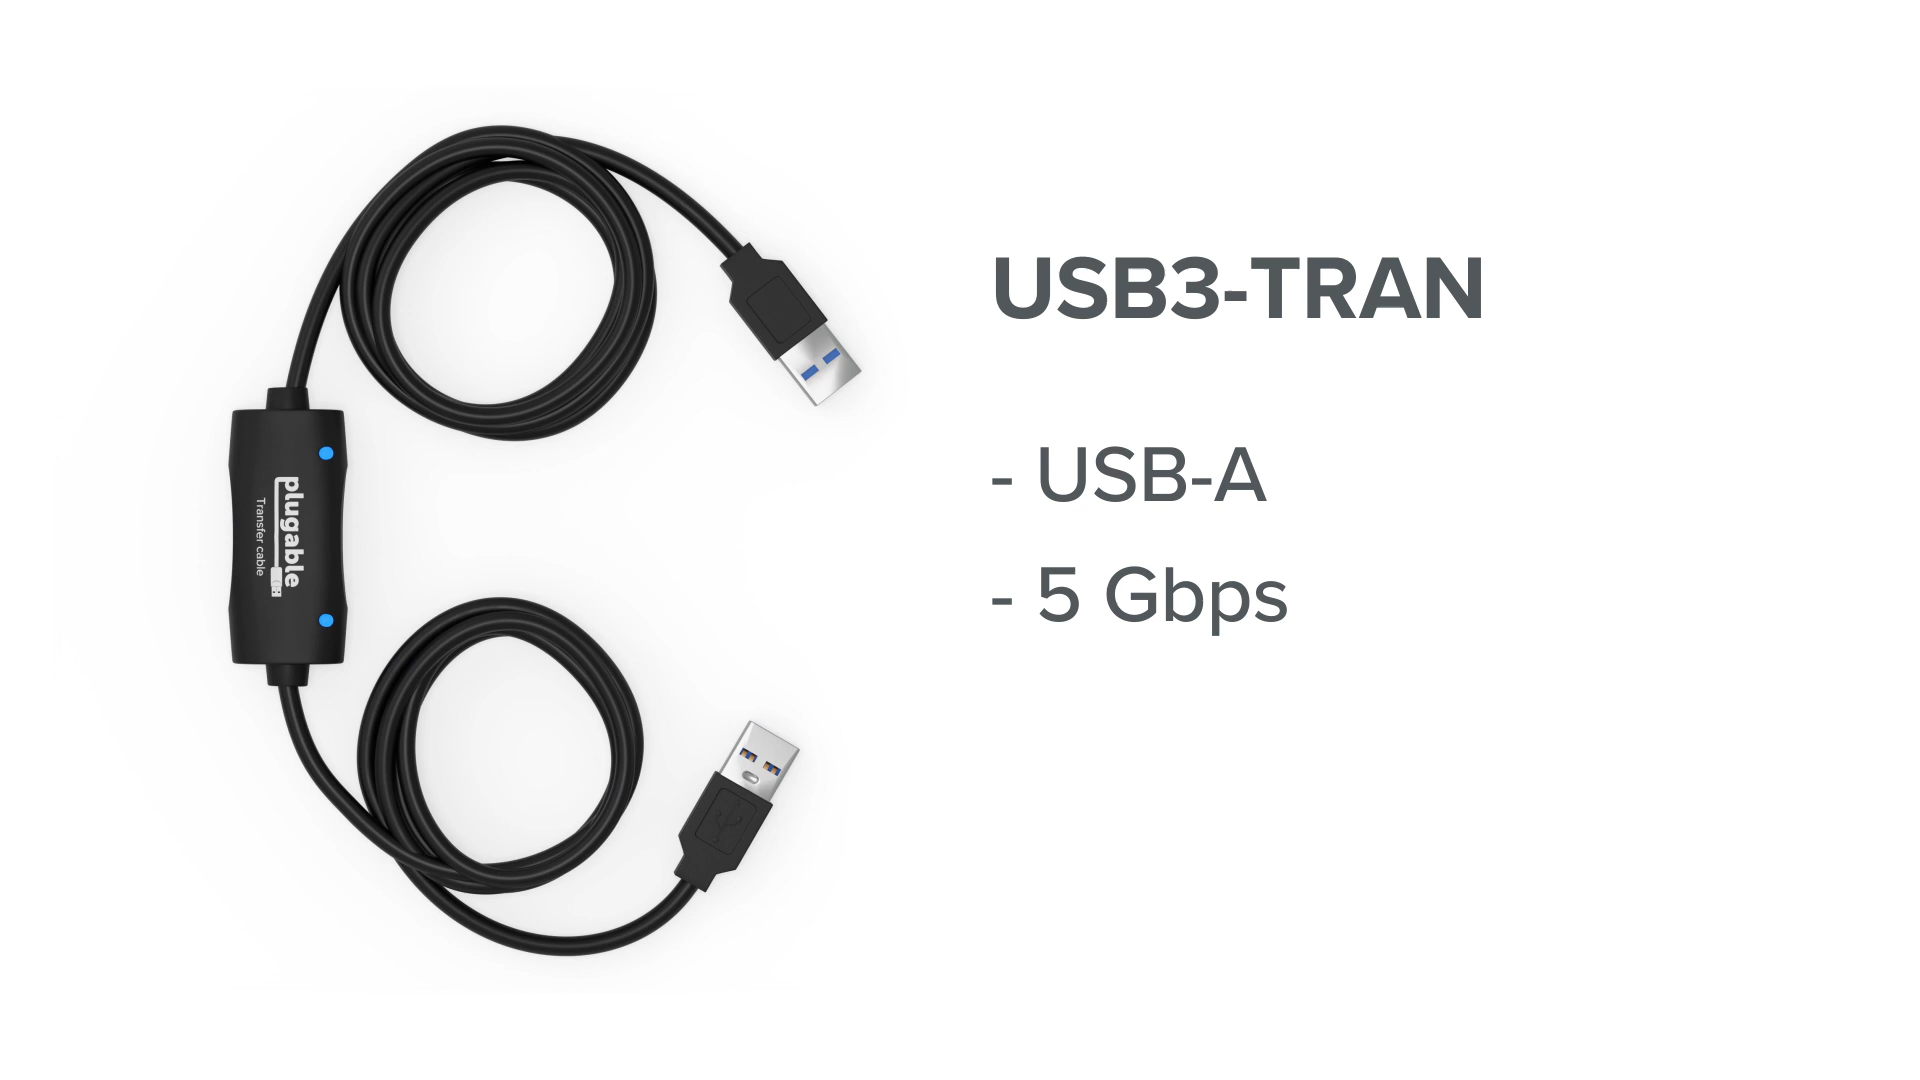 plugable
Transfer cable
USB3-TRAN
- USB-A
- 5 Gbps